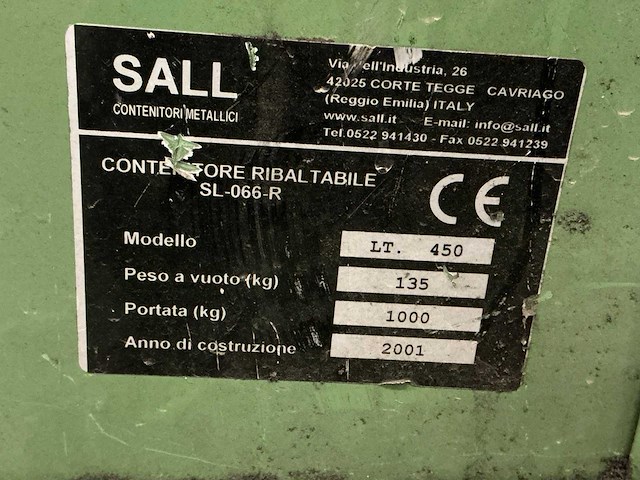 SALL
CONTENITORI METALLICI
Via dell'Industria, 26
42025 CORTE TEGGE CAVRIAGO
(Reggio Emilia) ITALY
www.sall.it E-mail: info@sall.it
Tel.0522 941430 - Fax 0522 941239
CONTENITORE RIBALTABILE
SL-066-R
CE
Modello LT. 450
Peso a vuoto (kg) 135
Portata (kg) 1000
Anno di costruzione 2001